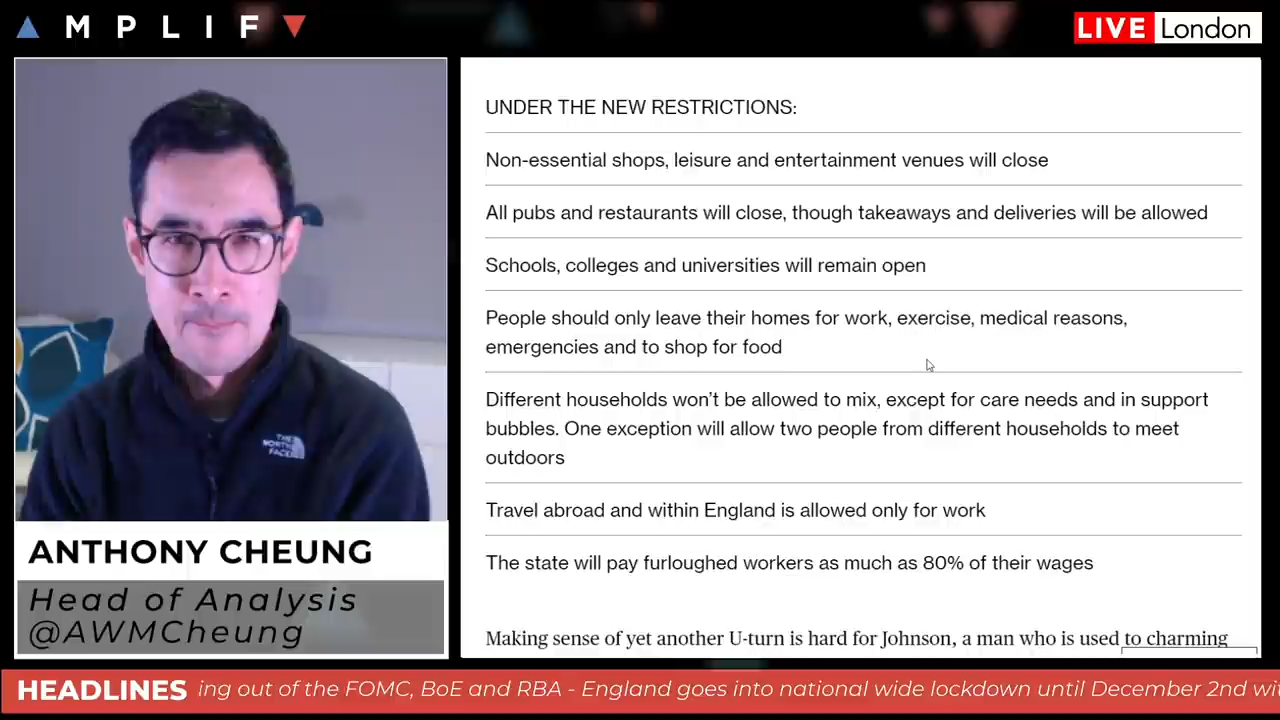 AMPLIFY
LIVE London
UNDER THE NEW RESTRICTIONS:
Non-essential shops, leisure and entertainment venues will close
All pubs and restaurants will close, though takeaways and deliveries will be allowed
Schools, colleges and universities will remain open
People should only leave their homes for work, exercise, medical reasons,
emergencies and to shop for food
Different households won't be allowed to mix, except for care needs and in support
bubbles. One exception will allow two people from different households to meet
outdoors
Travel abroad and within England is allowed only for work
The state will pay furloughed workers as much as 80% of their wages
Making sense of yet another U-turn is hard for Johnson, a man who is used to charming
THE
NORTH
FACE
ANTHONY CHEUNG
Head of Analysis
@AWMCheung
HEADLINES ing out of the FOMC, BoE and RBA - England goes into national wide lockdown until December 2nd wit